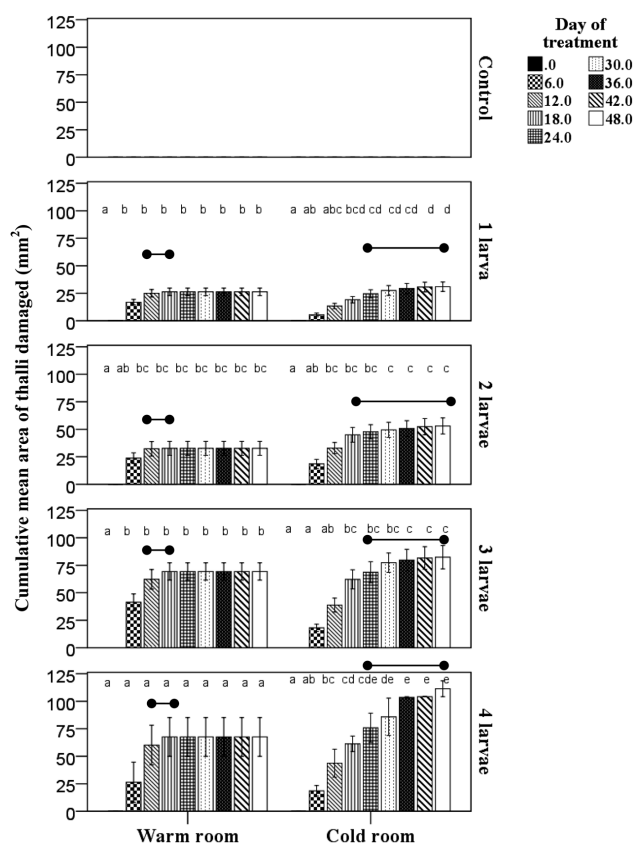 Cumulative mean area of thalli damaged (mm²)
125
100
75
50
25
0
Control
Day of
treatment
.0 30.0
6.0 36.0
12.0 42.0
18.0 48.0
24.0
125
100
75
50
25
0
a b b b b b b b b a ab abc bcd cd cd cd d d
1 larva
125
100
75
50
25
0
a ab bc bc bc bc bc bc bc a ab bc bc bc c c c c
2 larvae
125
100
75
50
25
0
a b b b b b b b b a a ab bc bc bc c c c
3 larvae
125
100
75
50
25
0
a a a a a a a a a a ab bc cd cde de e e e
4 larvae
Warm room Cold room